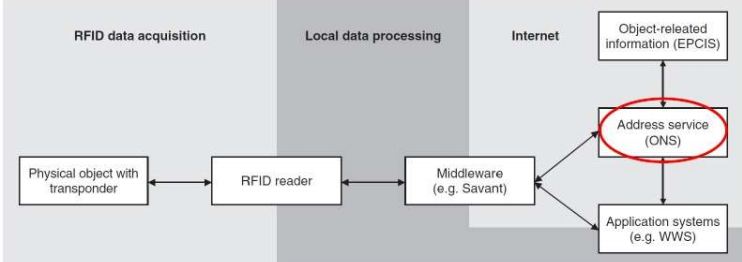 RFID data acquisition
Local data processing
Internet
Object-releated
information (EPCIS)
Address service
(ONS)
Physical object with
transponder
RFID reader
Middleware
(e.g. Savant)
Application systems
(e.g. WWS)